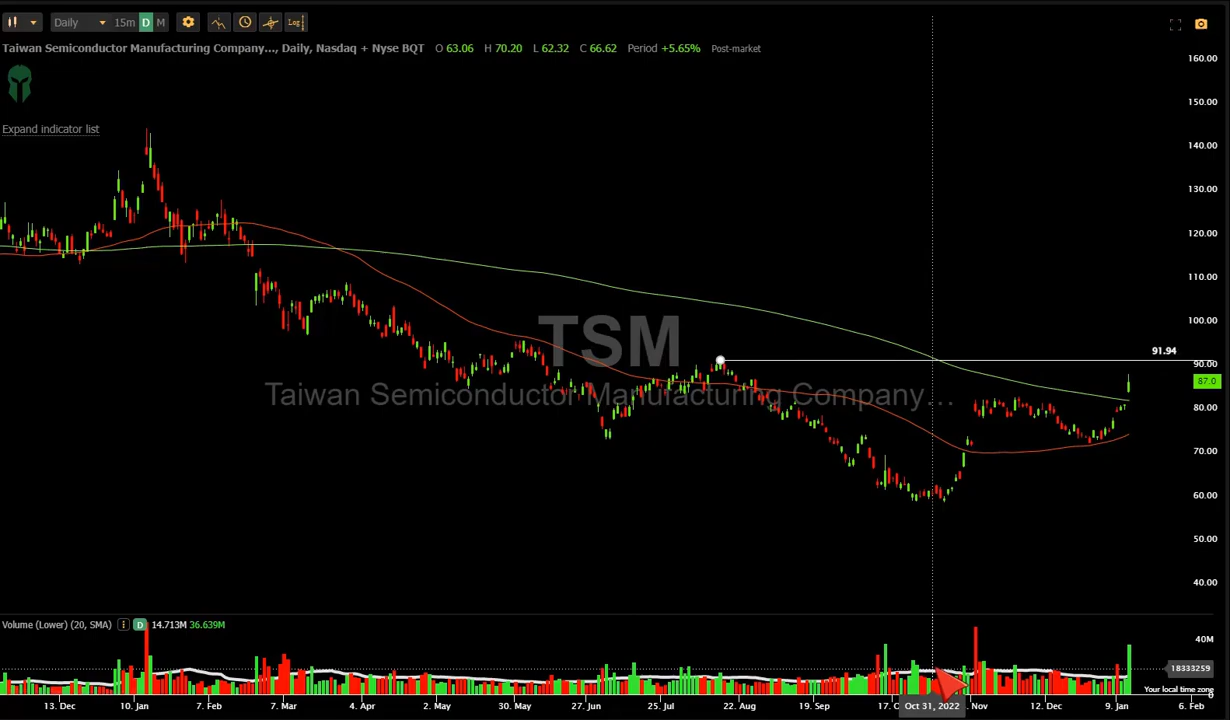 Daily 15m D M Log
Taiwan Semiconductor Manufacturing Company..., Daily, Nasdaq + Nyse BQT O 63.06 H 70.20 L 62.32 C 66.62 Period +5.65% Post-market
160.00
150.00
Expand indicator list
140.00
130.00
120.00
110.00
100.00
TSM
91.94
90.00
87.0
Taiwan Semiconductor Manufacturing Company...
80.00
70.00
60.00
50.00
40.00
Volume (Lower) (20, SMA) D 14.713M 36.639M
40M
18333259
Your local time zone
0
13. Dec 10. Jan 7. Feb 7. Mar 4. Apr 2. May 30. May 27. Jun 25. Jul 22. Aug 19. Sep 17. Oct 31, 2022 Nov 12. Dec 9. Jan 6. Feb